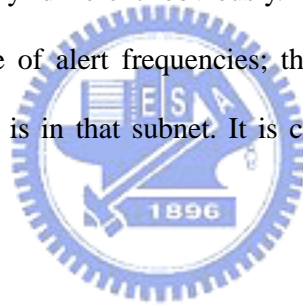 e of alert frequencies; th
is in that subnet. It is c
E S A
1896